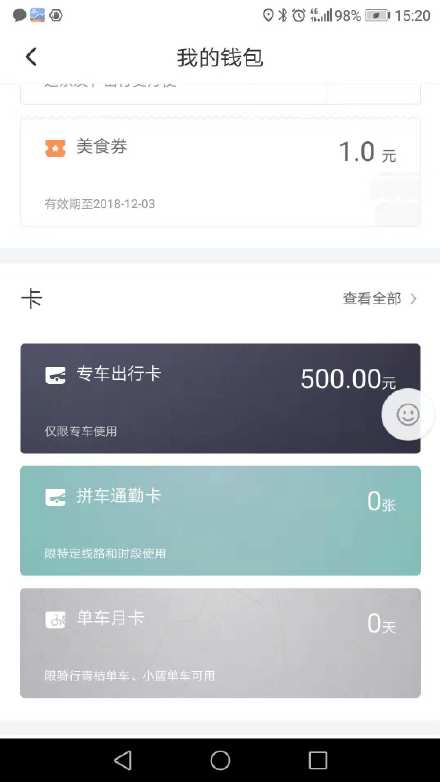 98% 15:20
我的钱包
美食券
1.0 元
有效期至2018-12-03
卡
查看全部
专车出行卡
500.00元
仅限专车使用
拼车通勤卡
0张
限特定线路和时段使用
单车月卡
0天
限骑行青桔单车、小蓝单车可用